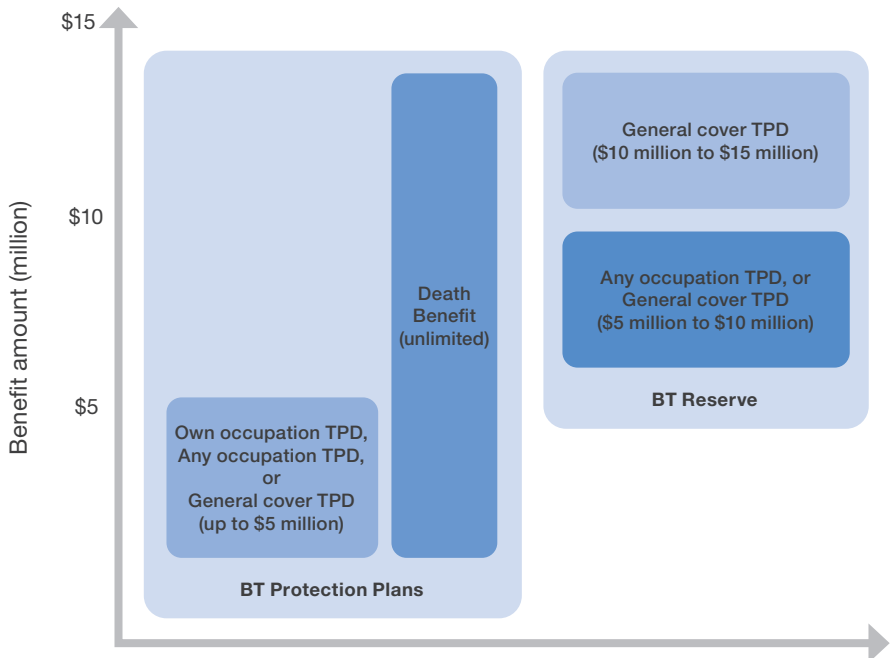 $15
$10
$5
Benefit amount (million)
Own occupation TPD,
Any occupation TPD,
or
General cover TPD
(up to $5 million)
Death
Benefit
(unlimited)
BT Protection Plans
General cover TPD
($10 million to $15 million)
Any occupation TPD, or
General cover TPD
($5 million to $10 million)
BT Reserve